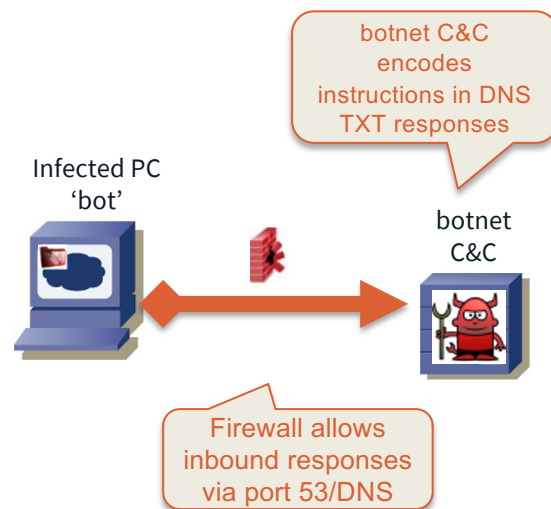 botnet C&C
encodes
instructions in DNS
TXT responses
Infected PC
‘bot’
botnet
C&C
Firewall allows
inbound responses
via port 53/DNS